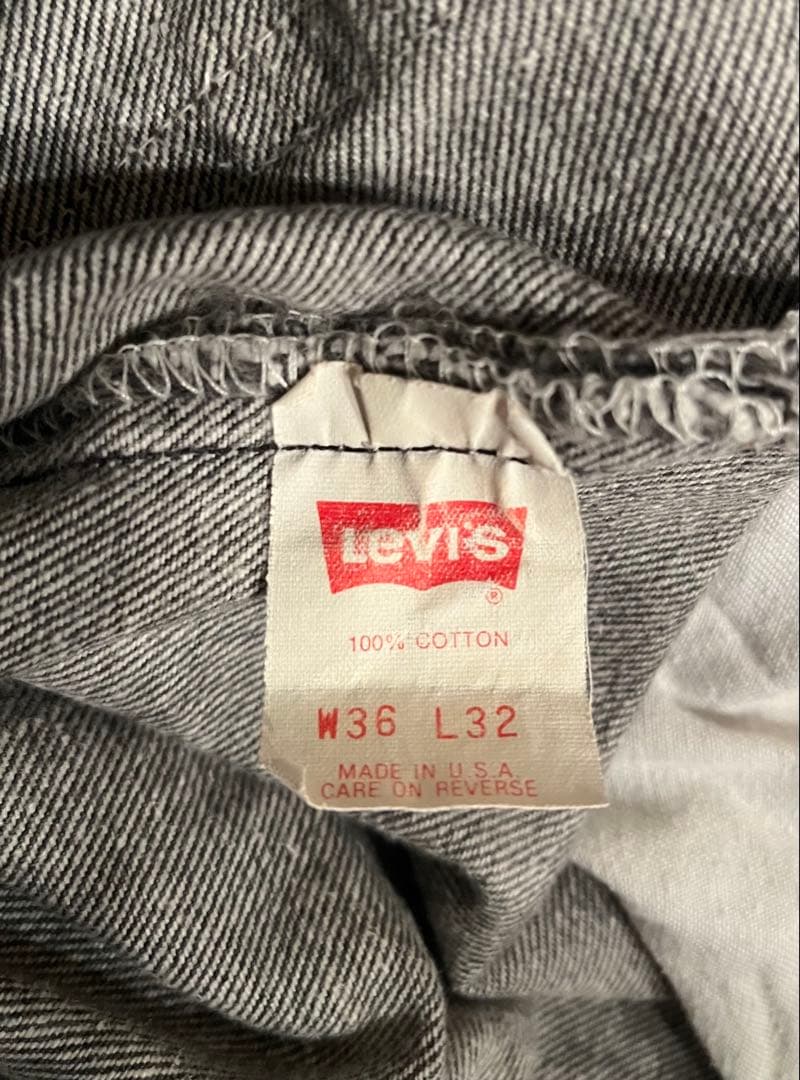 Levi's
®
100% COTTON
W36 L32
MADE IN U.S.A.
CARE ON REVERSE